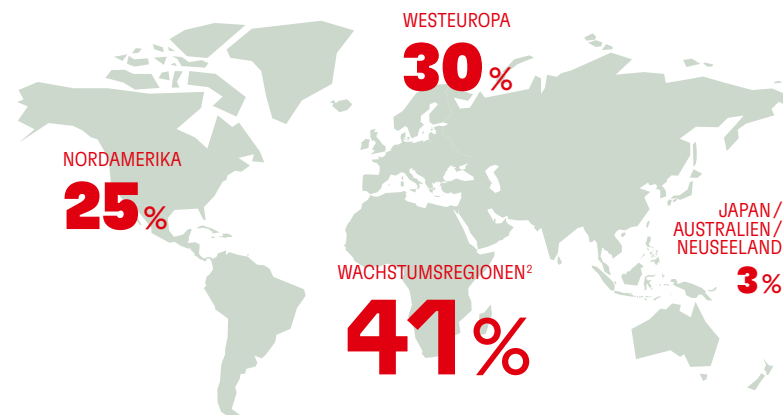 WESTEUROPA
30 %
NORDAMERIKA
25 %
JAPAN /
AUSTRALIEN /
NEUSEELAND
3 %
WACHSTUMSREGIONEN²
41 %